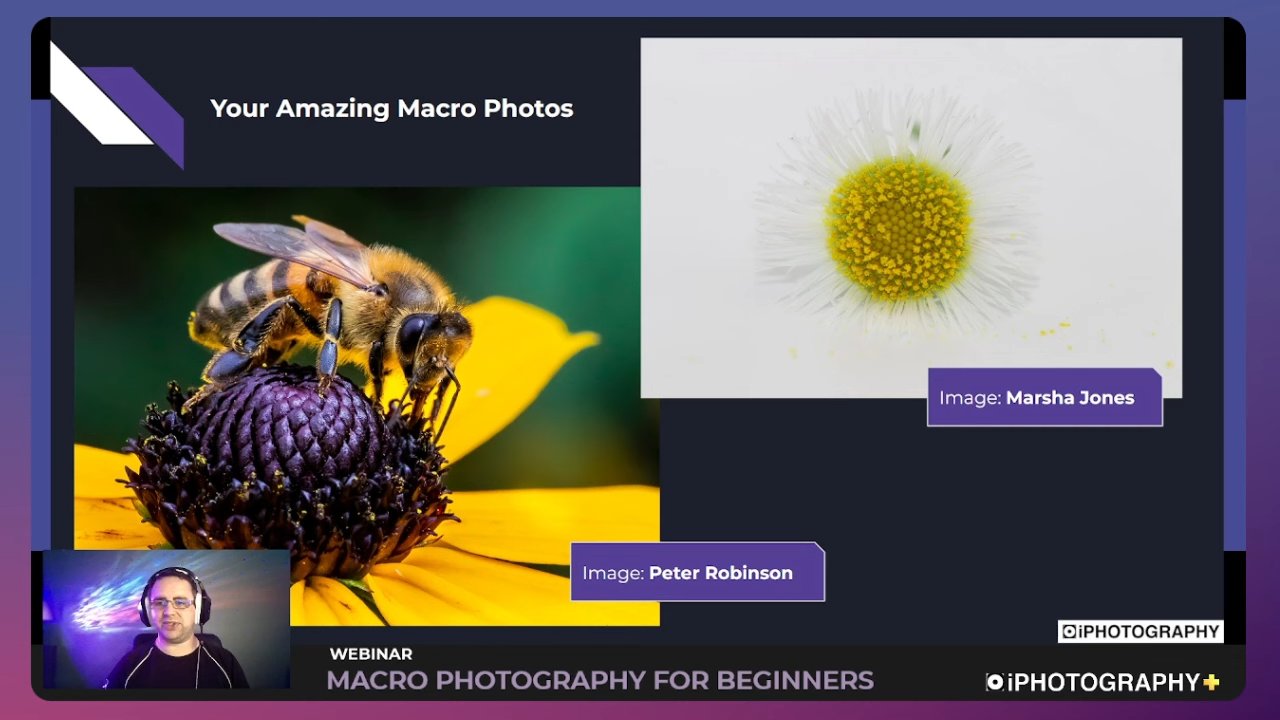 Your Amazing Macro Photos
Image: Marsha Jones
Image: Peter Robinson
iPHOTOGRAPHY
WEBINAR
MACRO PHOTOGRAPHY FOR BEGINNERS
iPHOTOGRAPHY+